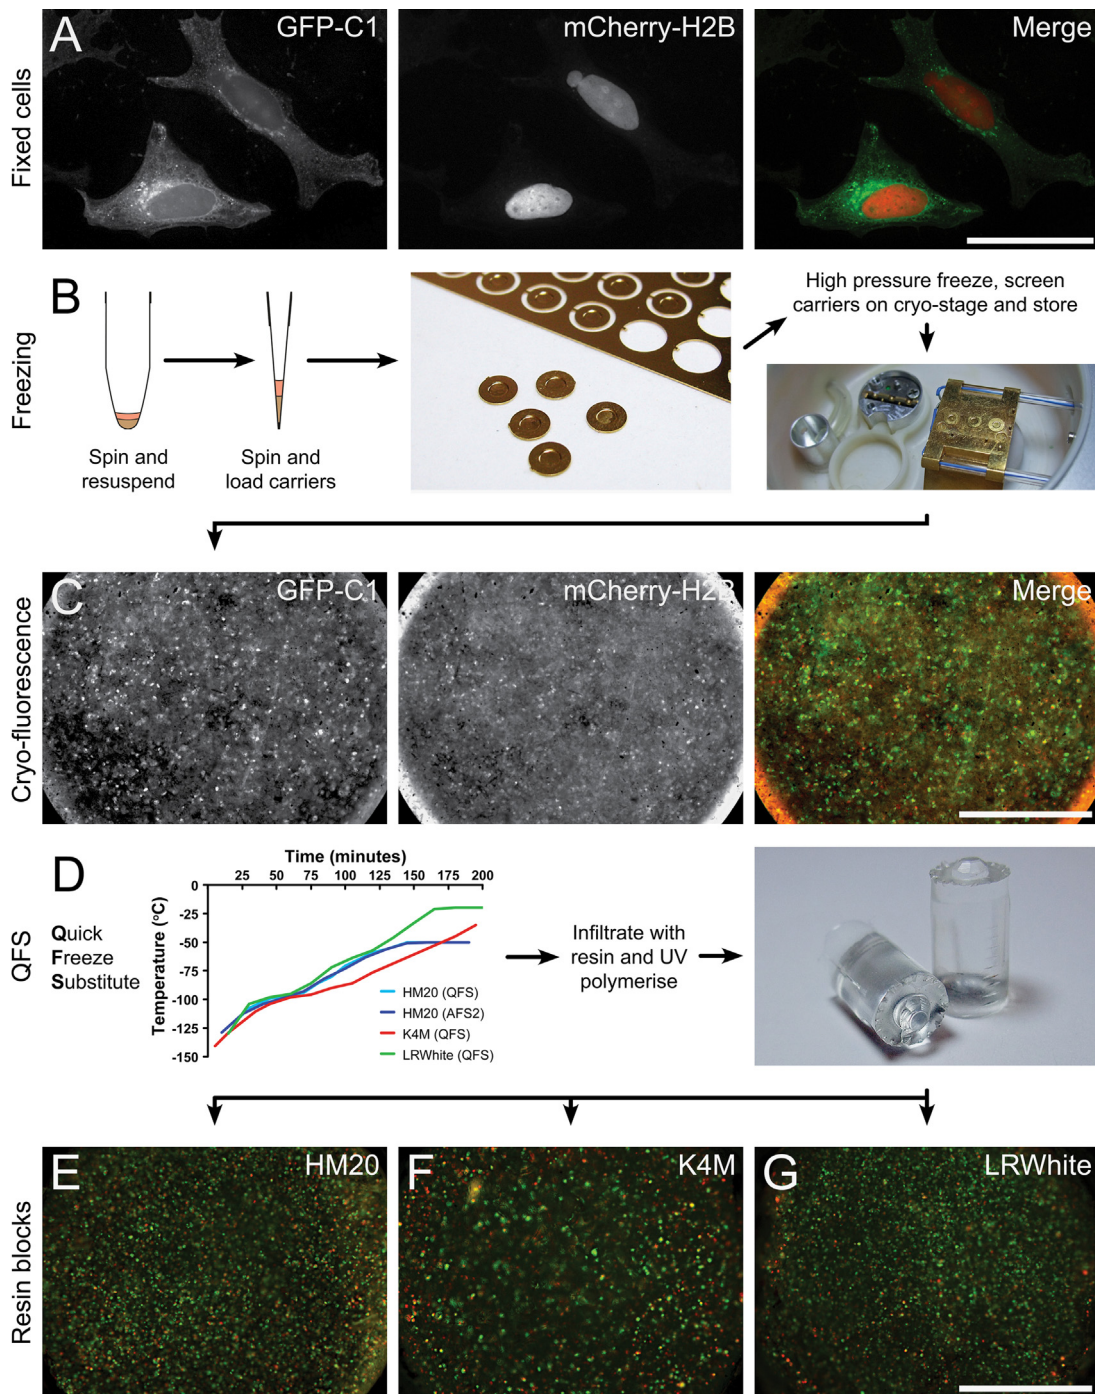 A
GFP-C1
mCherry-H2B
Merge
Fixed cells
B
Freezing
Spin and
resuspend
Spin and
load carriers
High pressure freeze, screen
carriers on cryo-stage and store
C
GFP-C1
mCherry-H2B
Merge
Cryo-fluorescence
D
QFS
Quick
Freeze
Substitute
Time (minutes)
25 50 75 100 125 150 175 200
Temperature (°C)
0
-25
-50
-75
-100
-125
-150
HM20 (QFS)
HM20 (AFS2)
K4M (QFS)
LRWhite (QFS)
Infiltrate with
resin and UV
polymerise
Resin blocks
E
HM20
F
K4M
G
LRWhite